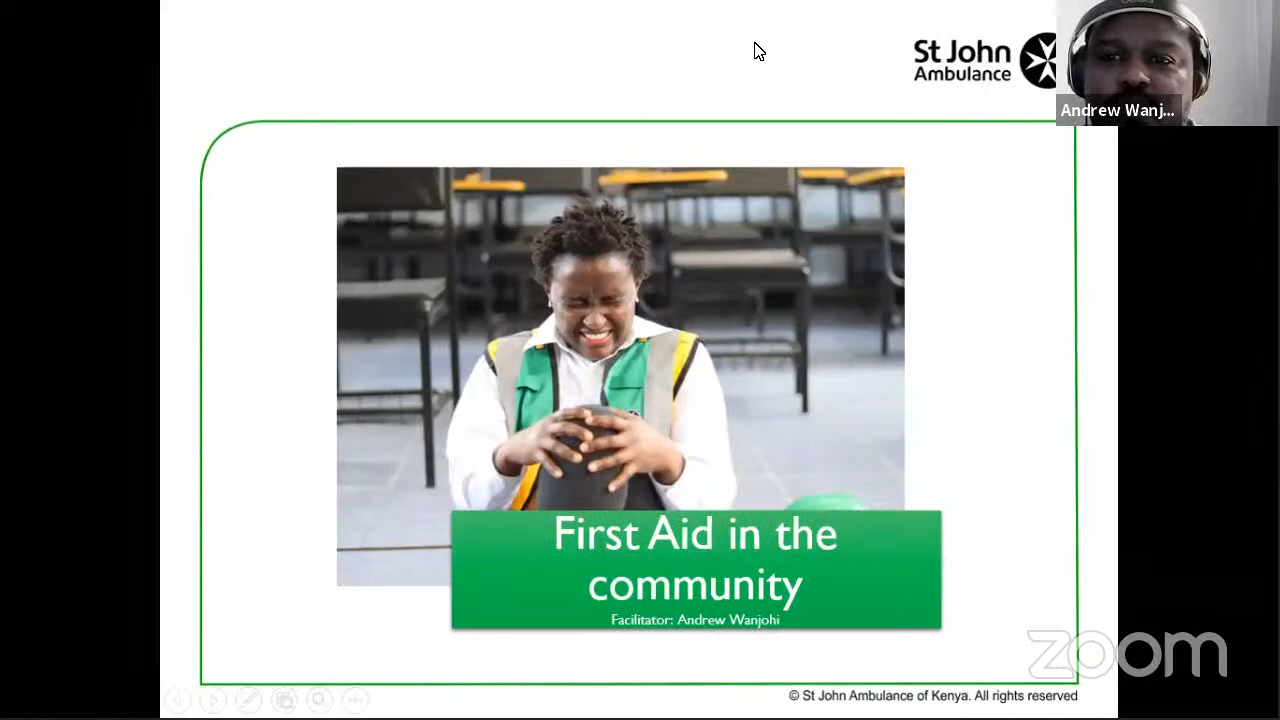 St John
Ambulance
Andrew Wanj...
First Aid in the
community
Facilitator: Andrew Wanjohi
zoom
© St John Ambulance of Kenya. All rights reserved